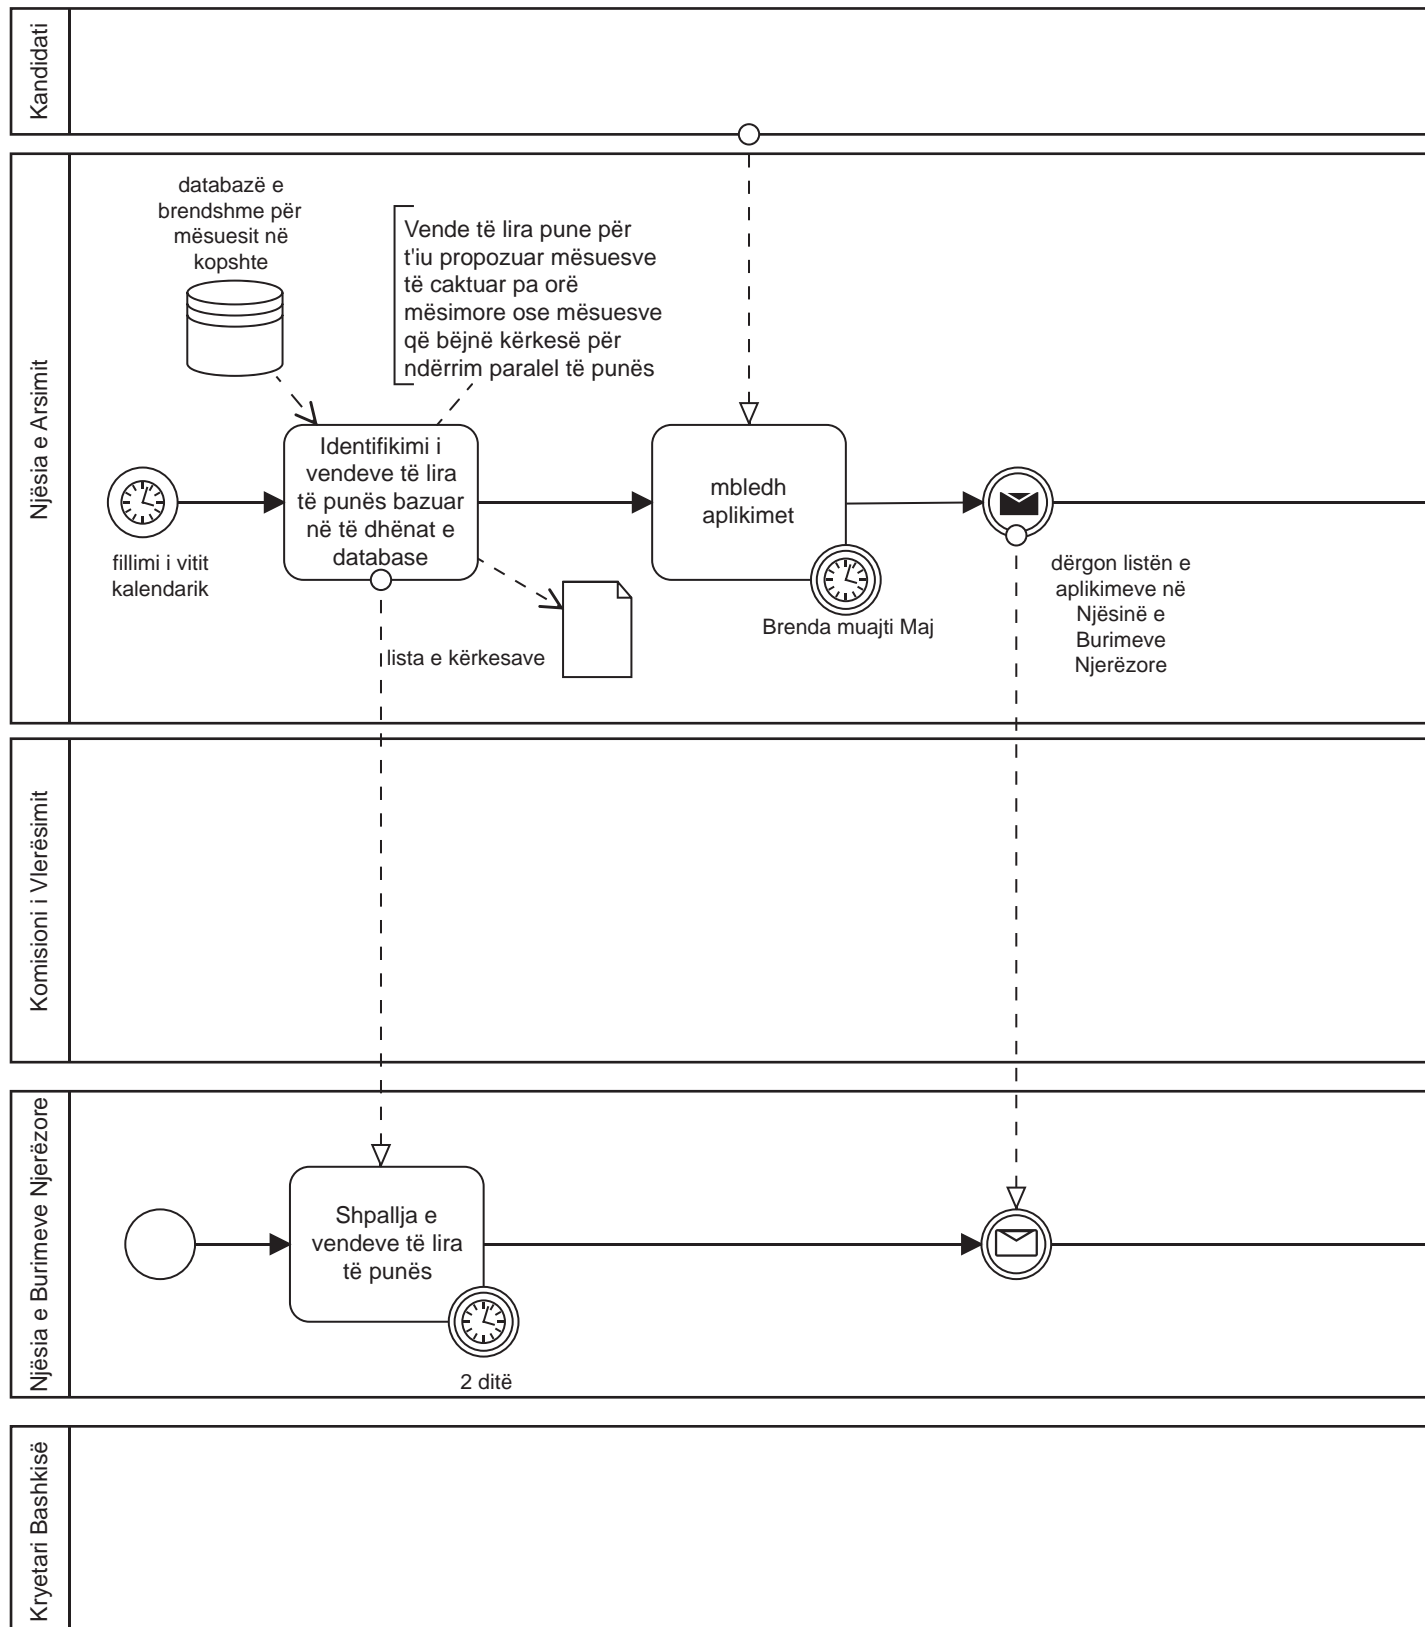 Kandidati
Njësia e Arsimit
databazë e
brendshme për
mësuesit në
kopshte
Vende të lira pune për
t'iu propozuar mësuesve
të caktuar pa orë
mësimore ose mësuesve
që bëjnë kërkesë për
ndërrim paralel të punës
fillimi i vitit
kalendarik
Identifikimi i
vendeve të lira
të punës bazuar
në të dhënat e
database
lista e kërkesave
mbledh
aplikimet
Brenda muajti Maj
dërgon listën e
aplikimeve në
Njësinë e
Burimeve
Njerëzore
Komisioni i Vlerësimit
Njësia e Burimeve Njerëzore
Shpallja e
vendeve të lira
të punës
2 ditë
Kryetari Bashkisë